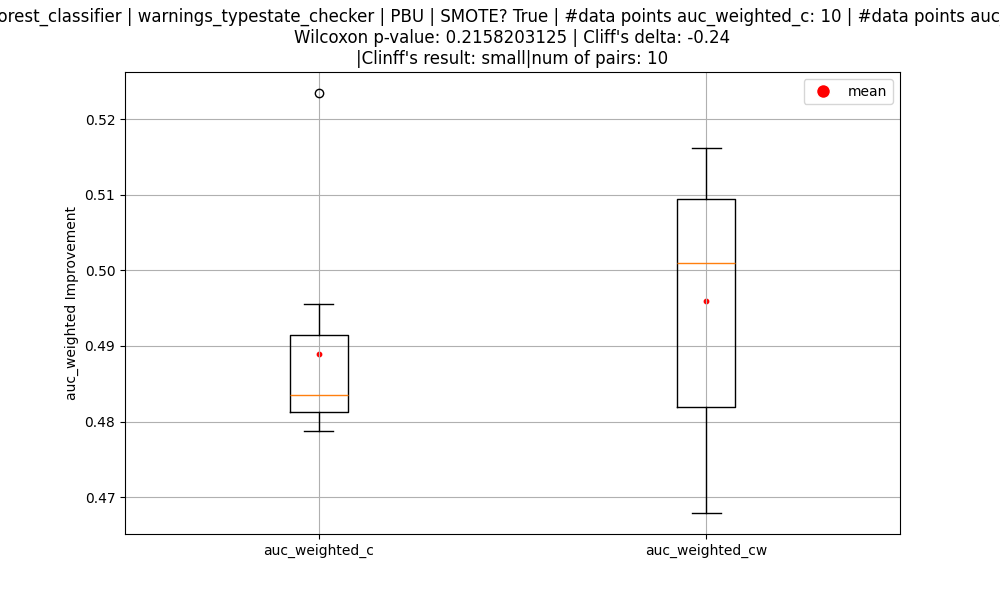 orest_classifier | warnings_typestate_checker | PBU | SMOTE? True | #data points auc_weighted_c: 10 | #data points auc
Wilcoxon p-value: 0.2158203125 | Cliff's delta: -0.24
|Clinff's result: small|num of pairs: 10
mean
0.52
0.51
0.50
0.49
0.48
0.47
auc_weighted Improvement
auc_weighted_c
auc_weighted_cw